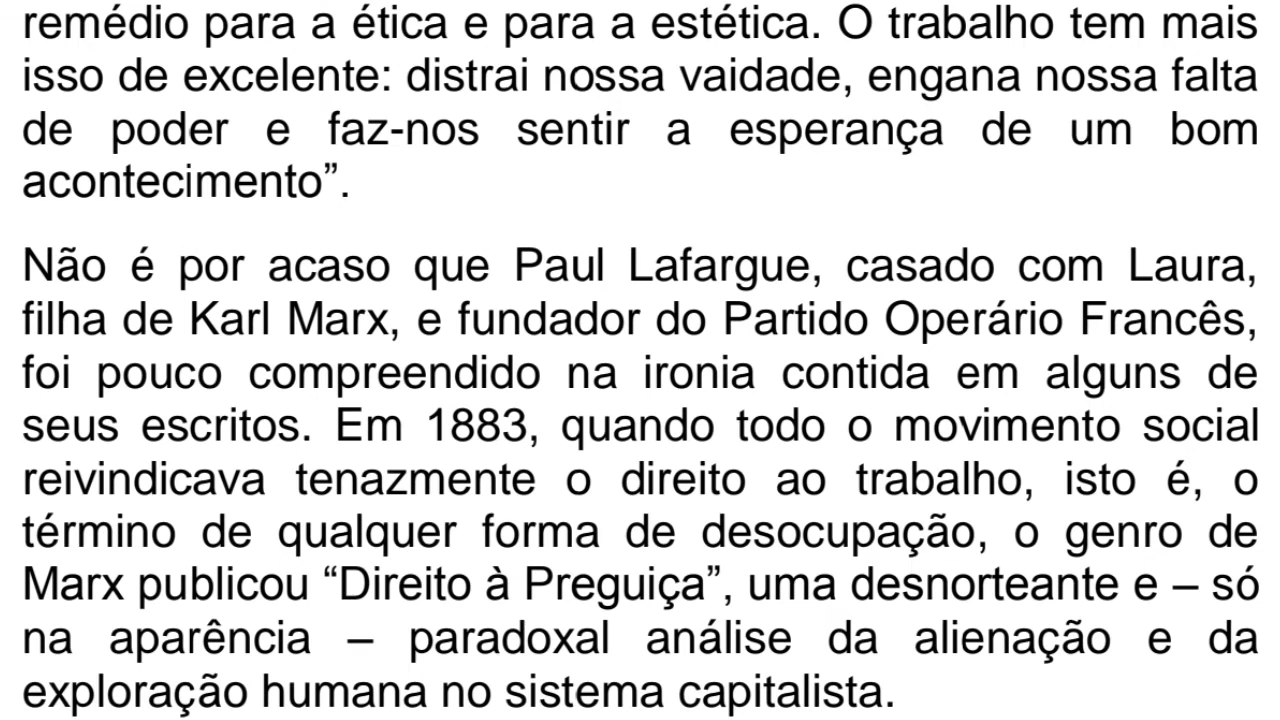 remédio para a ética e para a estética. O trabalho tem mais
isso de excelente: distrai nossa vaidade, engana nossa falta
de poder e faz-nos sentir a esperança de um bom
acontecimento”.
Não é por acaso que Paul Lafargue, casado com Laura,
filha de Karl Marx, e fundador do Partido Operário Francês,
foi pouco compreendido na ironia contida em alguns de
seus escritos. Em 1883, quando todo o movimento social
reivindicava tenazmente o direito ao trabalho, isto é, o
término de qualquer forma de desocupação, o genro de
Marx publicou “Direito à Preguiça”, uma desnorteante e – só
na aparência – paradoxal análise da alienação e da
exploração humana no sistema capitalista.